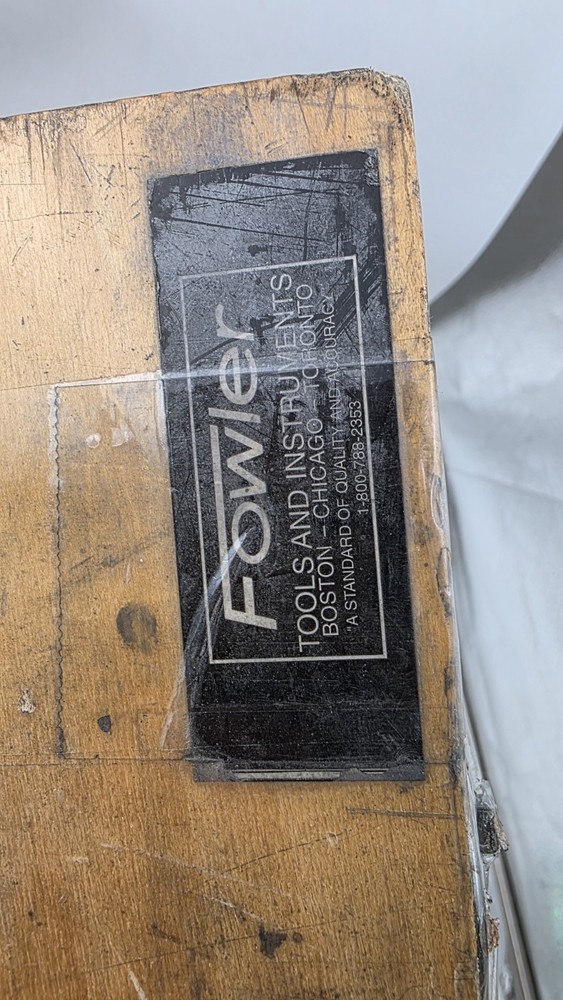 Fowler
TOOLS AND INSTRUMENTS
BOSTON - CHICAGO - TORONTO
"A STANDARD OF QUALITY AND ACCURACY"
1-800-788-2353